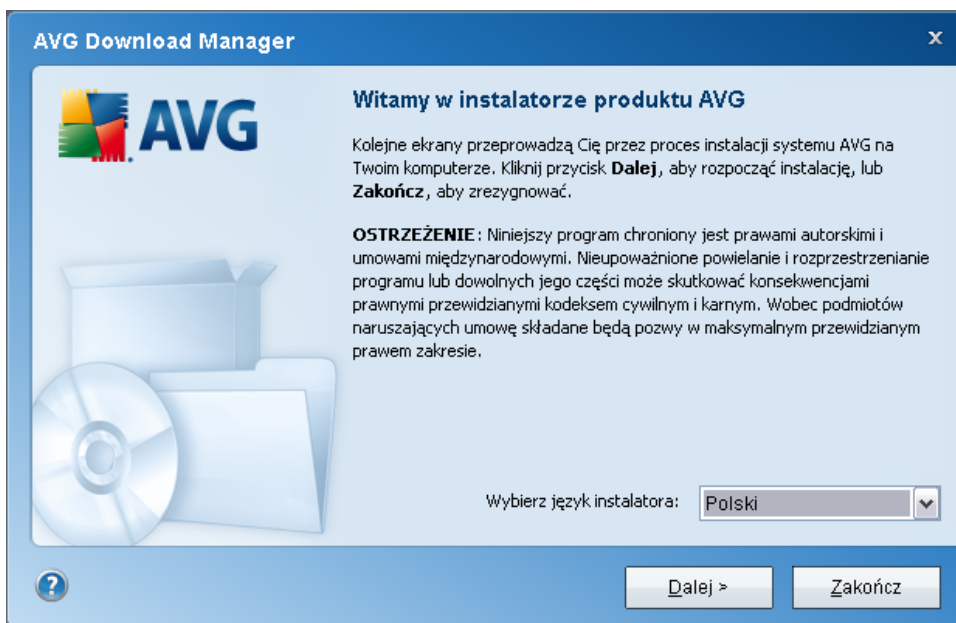 AVG Download Manager
x
AVG
Witamy w instalatorze produktu AVG
Kolejne ekrany przeprowadzą Cię przez proces instalacji systemu AVG na
Twoim komputerze. Kliknij przycisk Dalej, aby rozpocząć instalację, lub
Zakończ, aby zrezygnować.
OSTRZEŻENIE: Niniejszy program chroniony jest prawami autorskimi i
umowami międzynarodowymi. Nieupoważnione powielanie i rozprzestrzenianie
programu lub dowolnych jego części może skutkować konsekwencjami
prawnymi przewidzianymi kodeksem cywilnym i karnym. Wobec podmiotów
naruszających umowę składane będą pozwy w maksymalnym przewidzianym
prawem zakresie.
Wybierz język instalatora: Polski
? Dalej > Zakończ